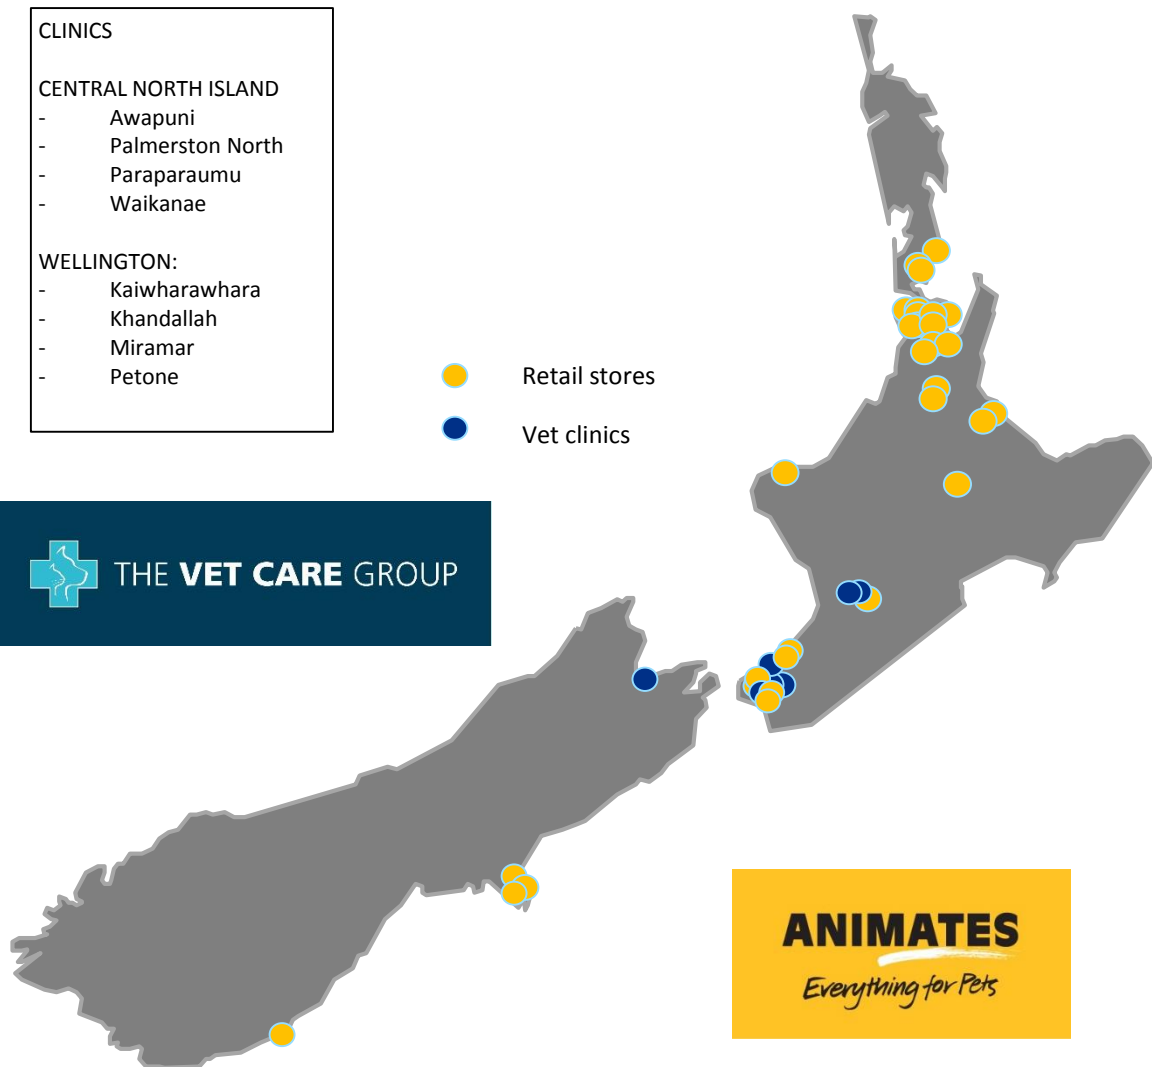 CLINICS
CENTRAL NORTH ISLAND
- Awapuni
- Palmerston North
- Paraparaumu
- Waikanae
WELLINGTON:
- Kaiwharawhara
- Khandallah
- Miramar
- Petone
Retail stores
Vet clinics
THE VET CARE GROUP
ANIMATES
Everything for Pets